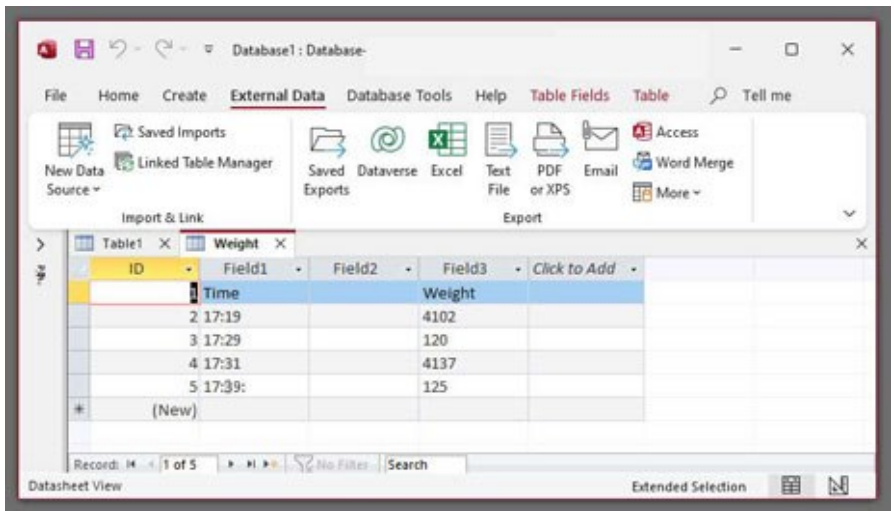 Database1 : Database-
File Home Create External Data Database Tools Help Table Fields Table Tell me
New Data Source
Saved Imports
Linked Table Manager
Import & Link
Saved Exports
Dataverse
Excel
Text File
PDF or XPS
Email
Access
Word Merge
More
Export
Table1 Weight
ID Field1 Field2 Field3 Click to Add
1 Time Weight
2 17:19 4102
3 17:29 120
4 17:31 4137
5 17:39: 125
* (New)
Record: 1 of 5 No Filter Search
Datasheet View Extended Selection